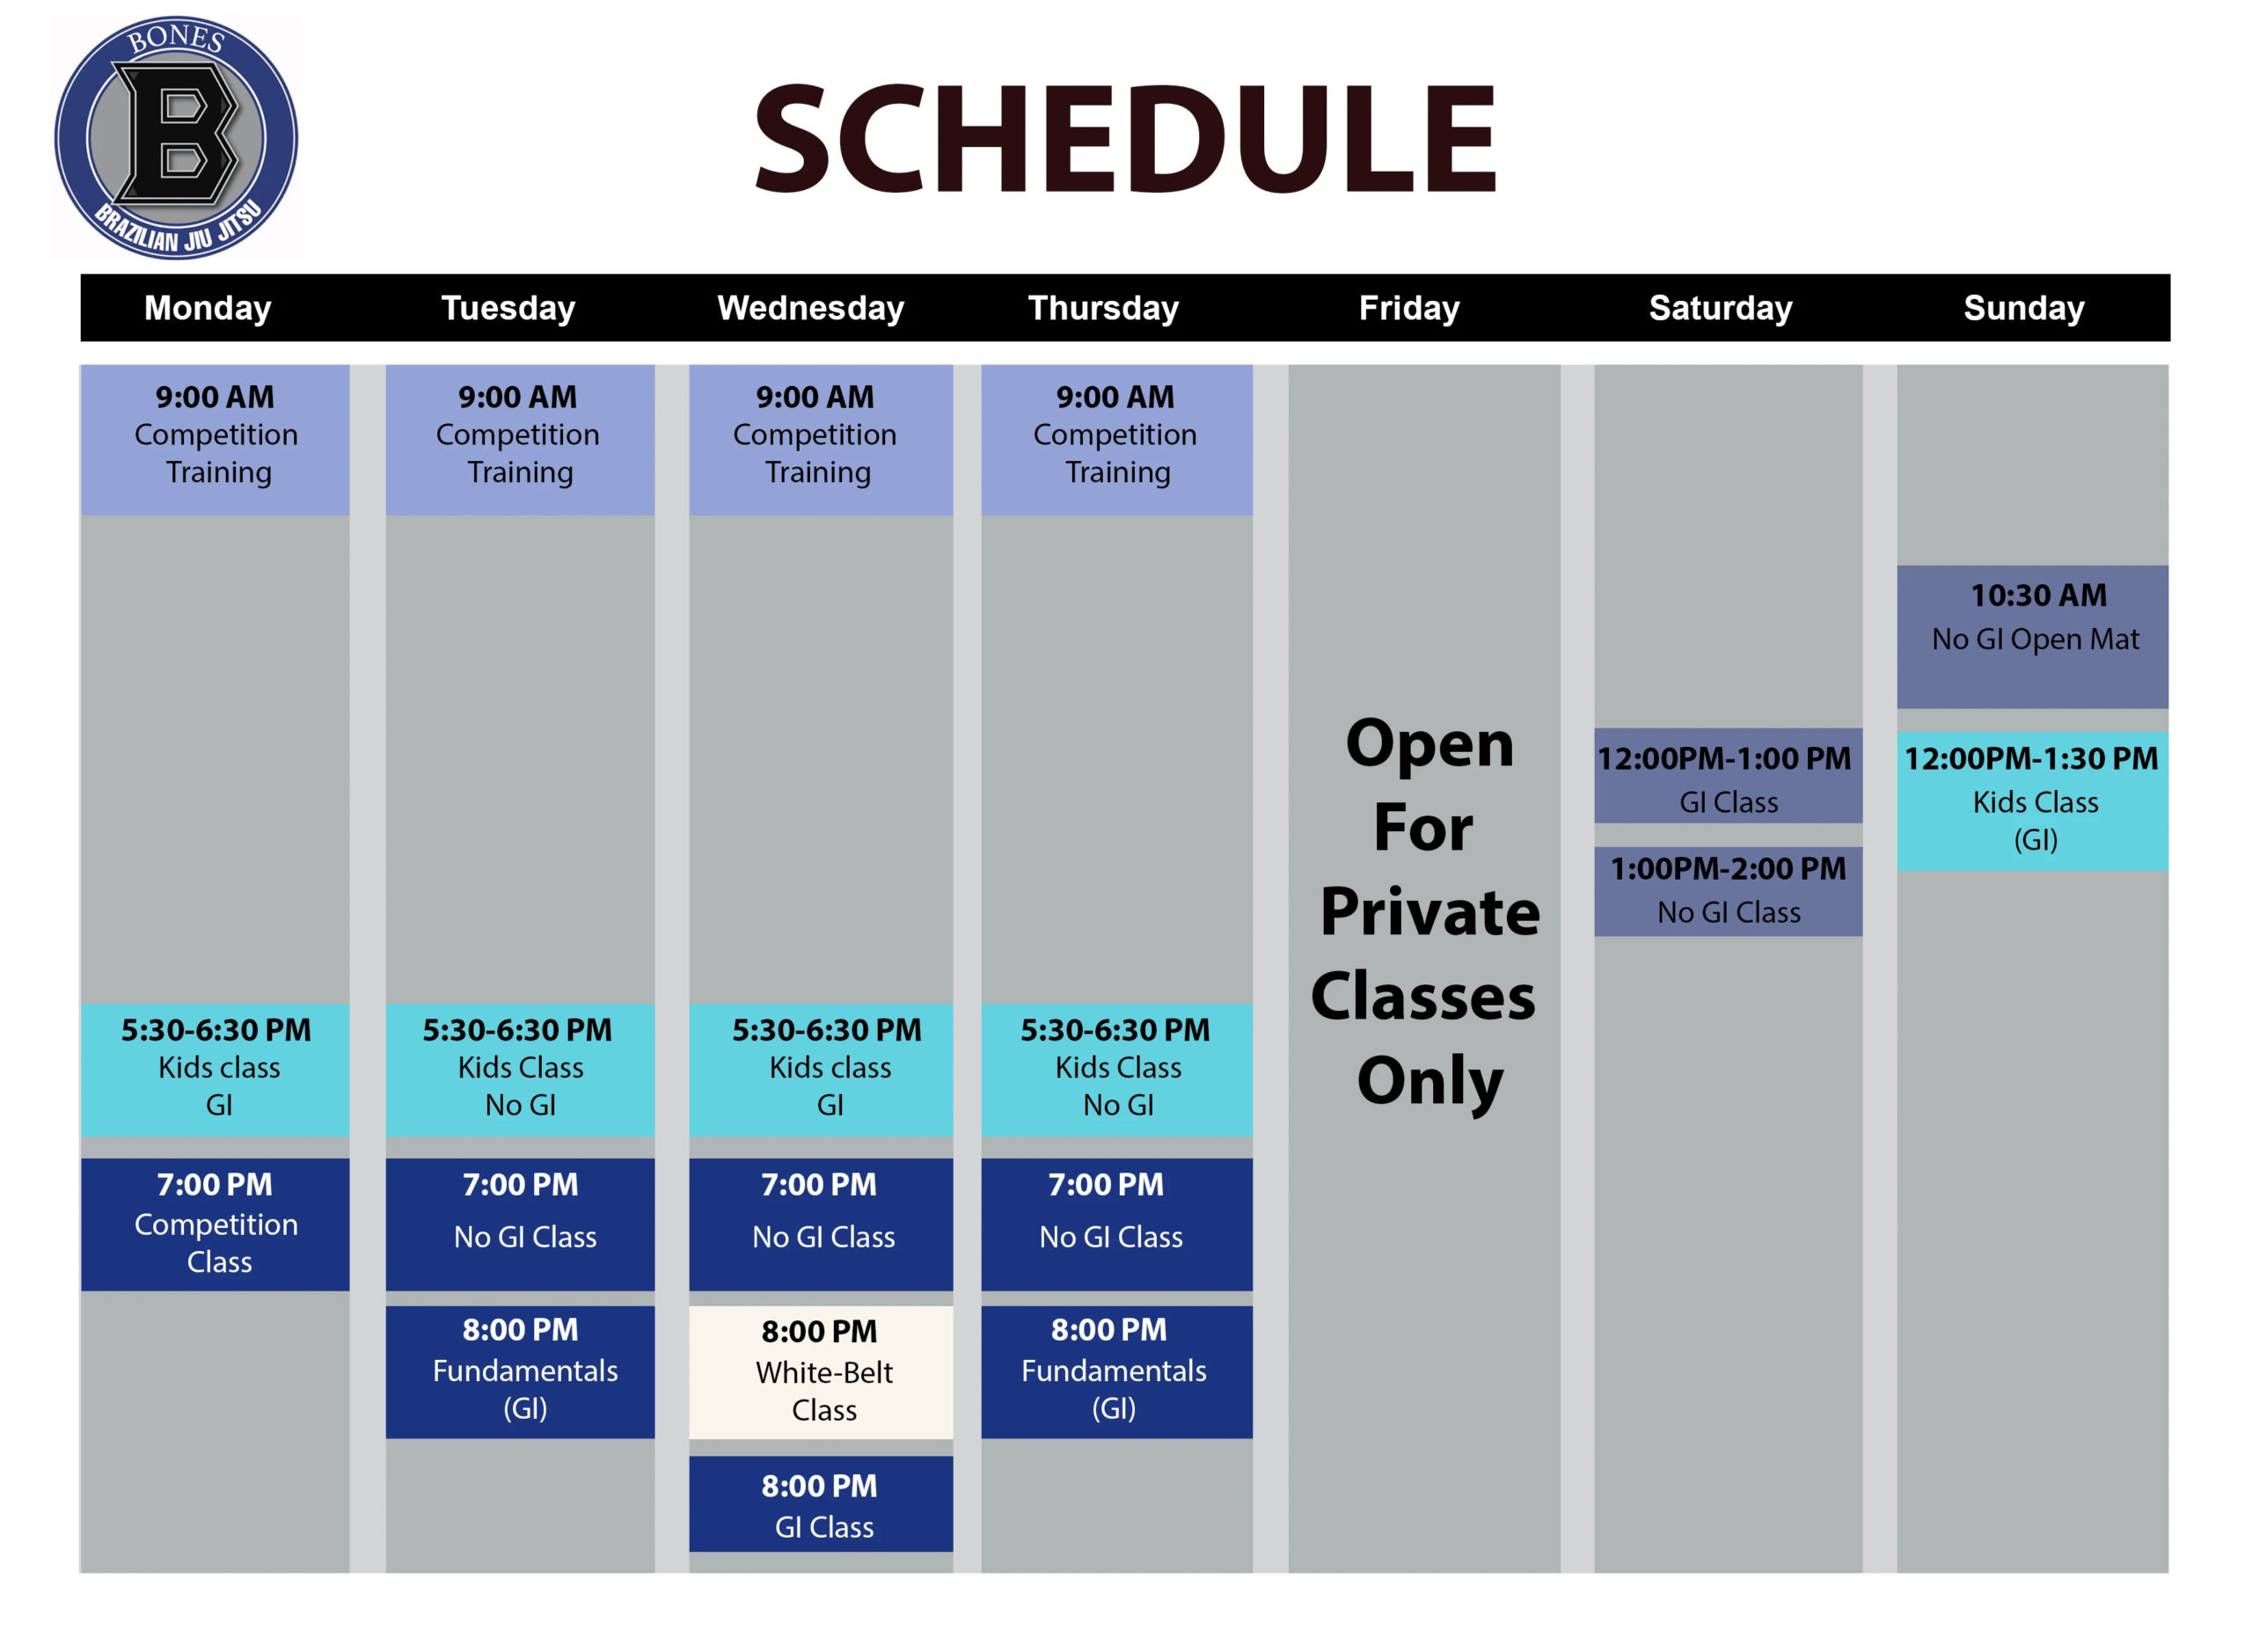 BONES
B
BRAZILIAN JIU JITSU
SCHEDULE
Monday Tuesday Wednesday Thursday Friday Saturday Sunday
9:00 AM
Competition
Training
5:30-6:30 PM
Kids class
GI
7:00 PM
Competition
Class
9:00 AM
Competition
Training
5:30-6:30 PM
Kids Class
No GI
7:00 PM
No GI Class
8:00 PM
Fundamentals
(GI)
9:00 AM
Competition
Training
5:30-6:30 PM
Kids class
GI
7:00 PM
No GI Class
8:00 PM
White-Belt
Class
8:00 PM
GI Class
9:00 AM
Competition
Training
5:30-6:30 PM
Kids Class
No GI
7:00 PM
No GI Class
8:00 PM
Fundamentals
(GI)
Open
For
Private
Classes
Only
12:00PM-1:00 PM
GI Class
1:00PM-2:00 PM
No GI Class
10:30 AM
No GI Open Mat
12:00PM-1:30 PM
Kids Class
(GI)